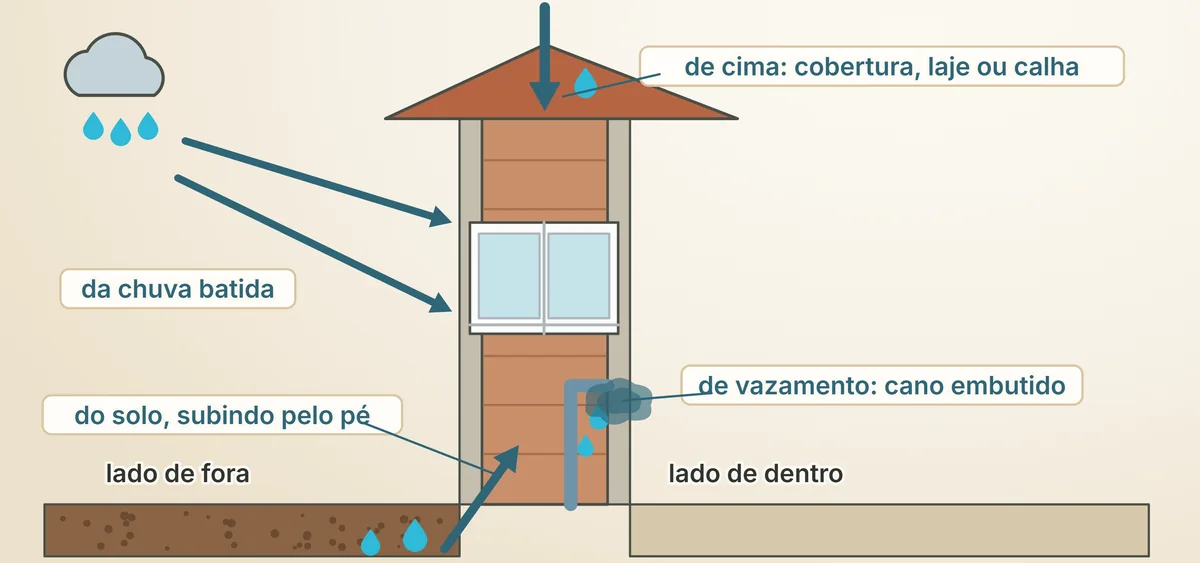 de cima: cobertura, laje ou calha
da chuva batida
de vazamento: cano embutido
do solo, subindo pelo pé
lado de fora
lado de dentro